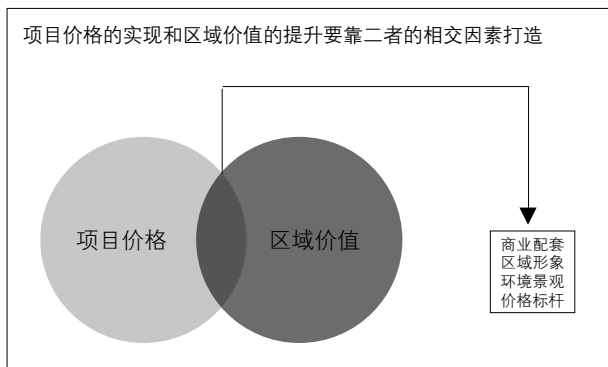 项目价格的实现和区域价值的提升要靠二者的相交因素打造
项目价格
区域价值
商业配套
区域形象
环境景观
价格标杆